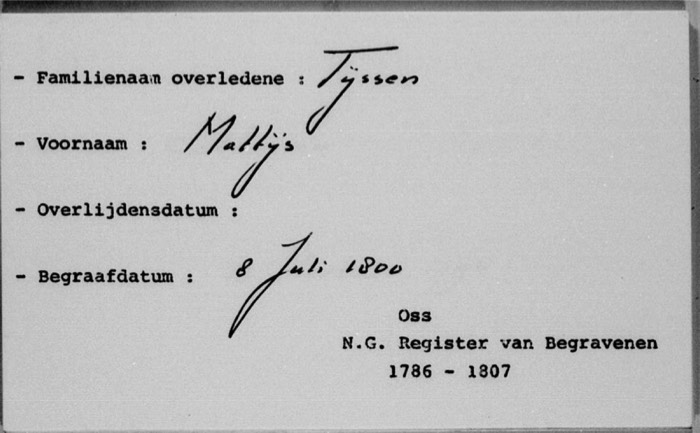 - Familienaam overledene : Tijssen
- Voornaam : Mattijs
- Overlijdensdatum :
- Begraafdatum : 8 Juli 1800
Oss
N.G. Register van Begravenen
1786 - 1807